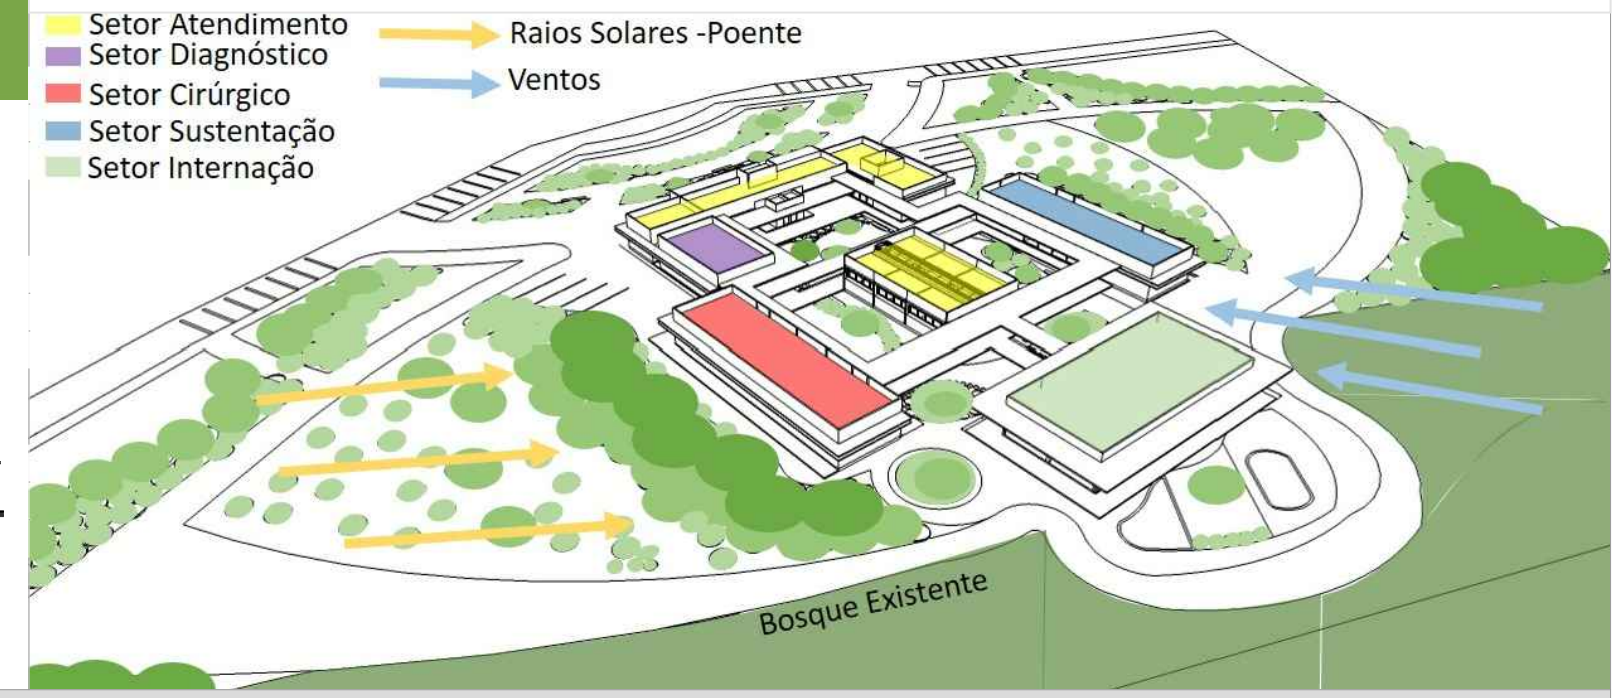 Setor Atendimento
Setor Diagnóstico
Setor Cirúrgico
Setor Sustentação
Setor Internação
Raios Solares -Poente
Ventos
Bosque Existente